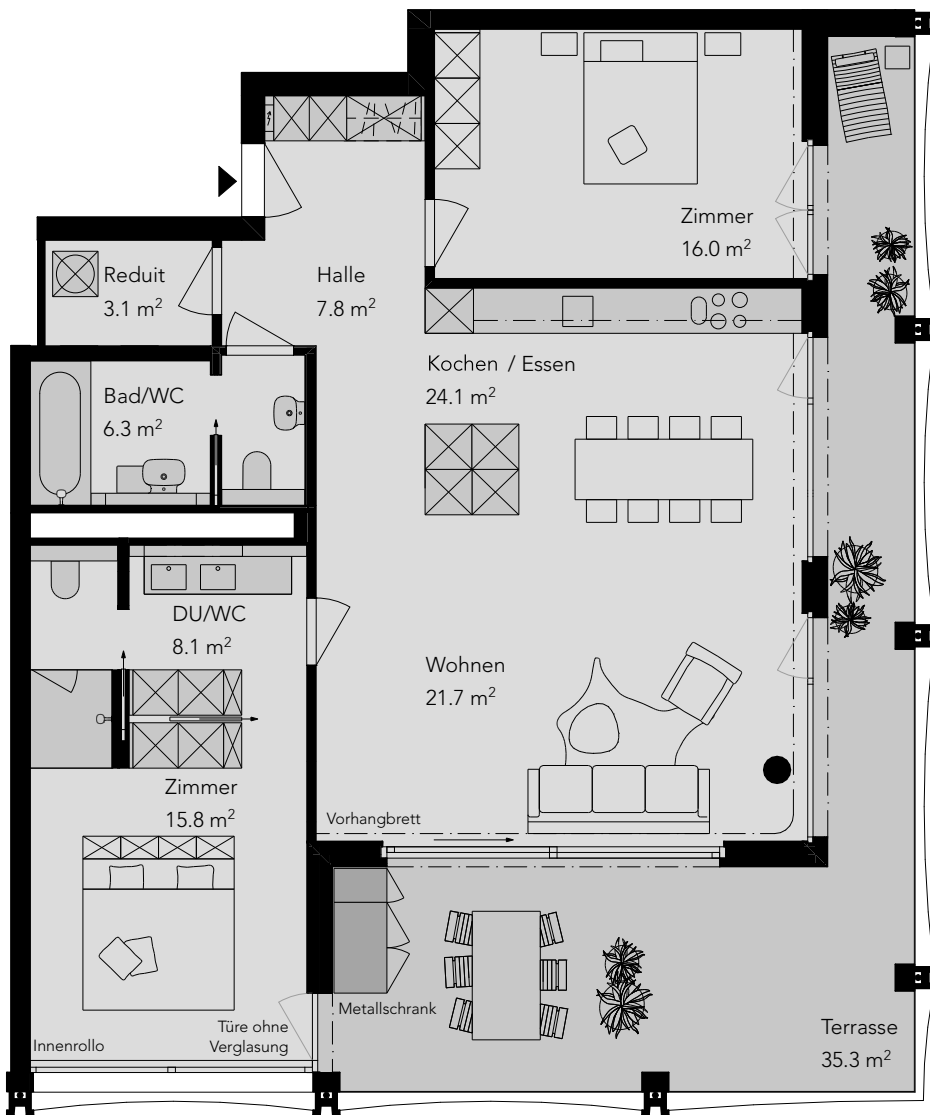 Zimmer
16.0 m²
Reduit
3.1 m²
Halle
7.8 m²
Kochen / Essen
24.1 m²
Bad/WC
6.3 m²
DU/WC
8.1 m²
Wohnen
21.7 m²
Zimmer
15.8 m²
Vorhangbrett
Metallschrank
Türe ohne
Verglasung
Innenrollo
Terrasse
35.3 m²